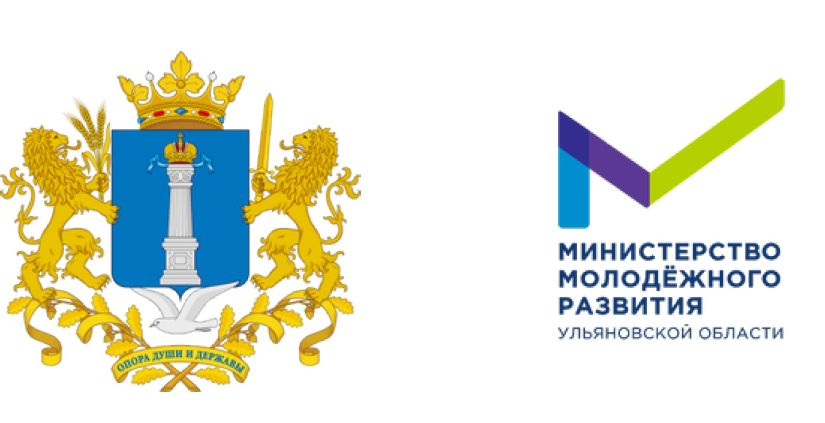 ОПОРА ДУШИ И ДЕРЖАВЫ
МИНИСТЕРСТВО
МОЛОДЁЖНОГО
РАЗВИТИЯ
УЛЬЯНОВСКОЙ ОБЛАСТИ